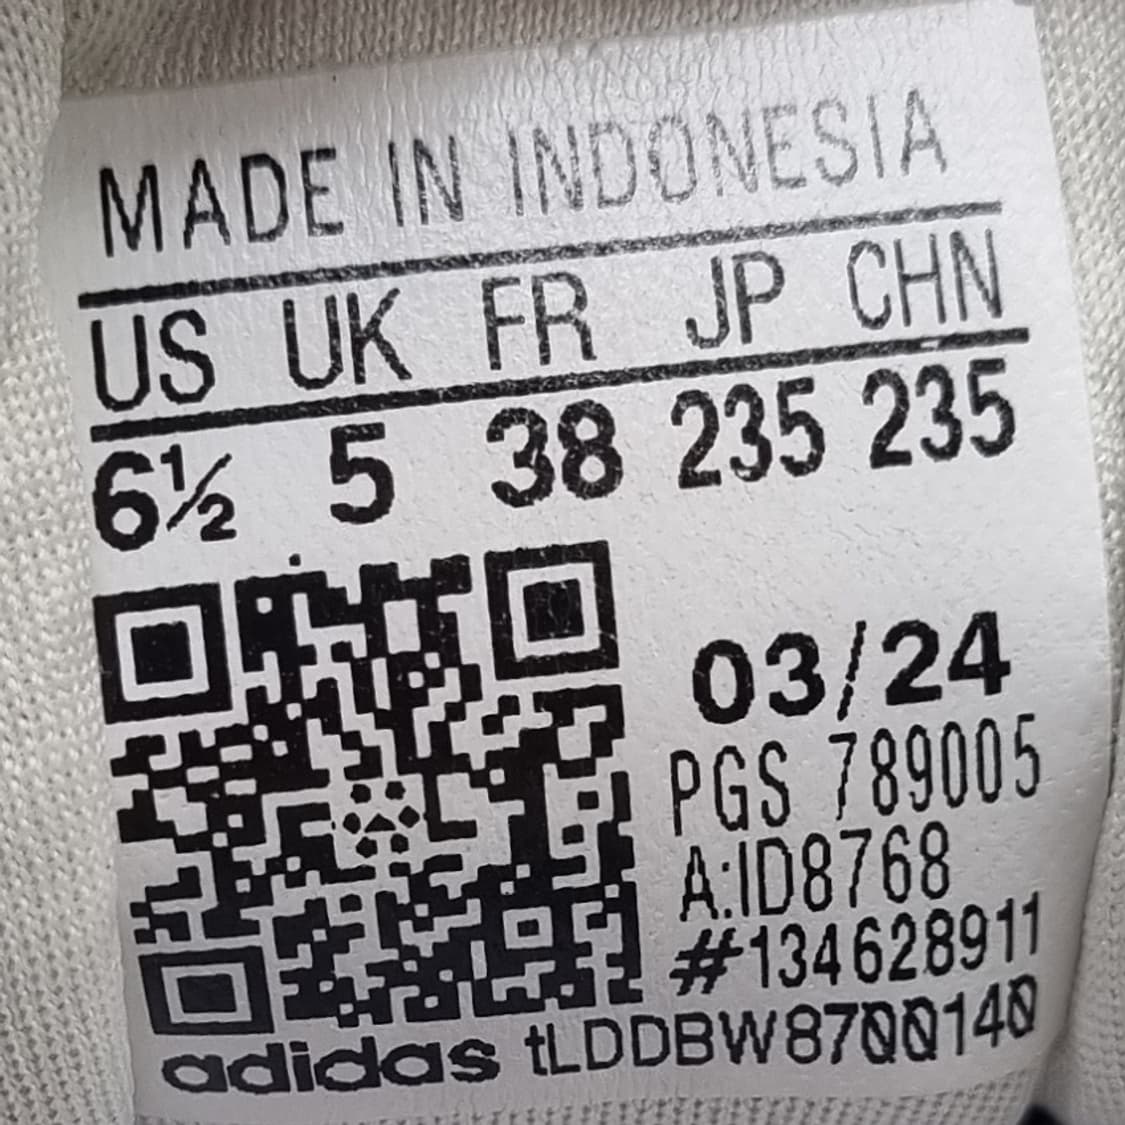 MADE IN INDONESIA
US UK FR JP CHN
6½ 5 38 235 235
03/24
PGS 789005
A:ID8768
#134628911
adidas tLDDBW8700140